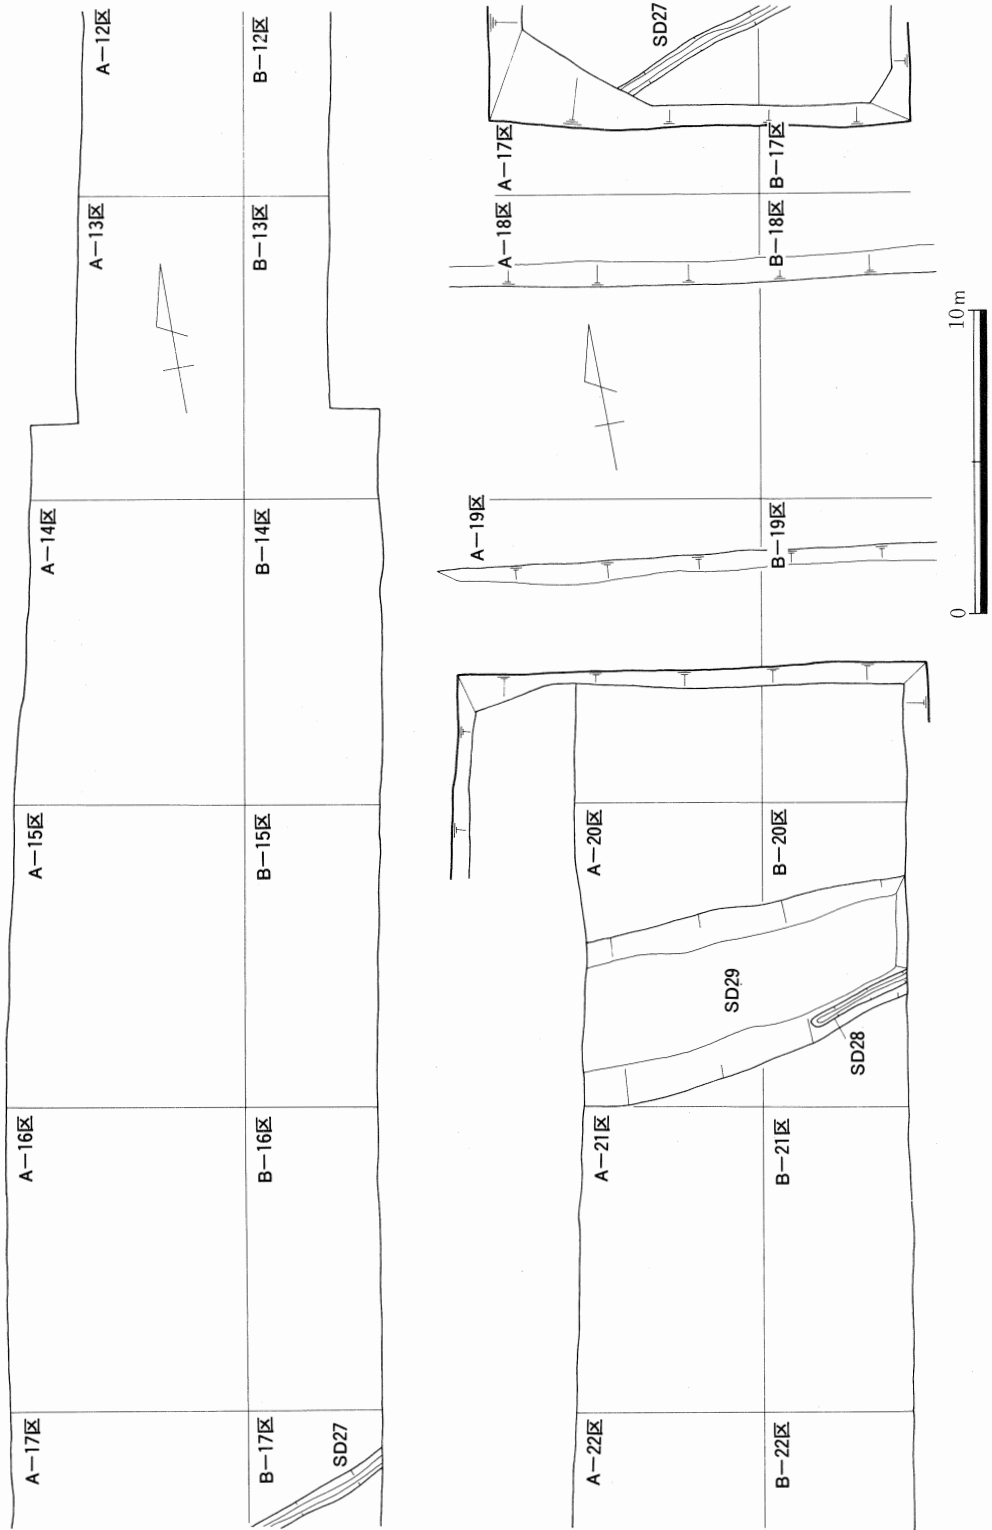 A—12区
B—12区
A—13区
B—13区
A—14区
B—14区
A—15区
B—15区
A—16区
B—16区
A—17区
B—17区
SD27
SD27
A—17区
B—17区
A—18区
B—18区
A—19区
B—19区
A—20区
B—20区
SD29
SD28
A—21区
B—21区
A—22区
B—22区
0
10m